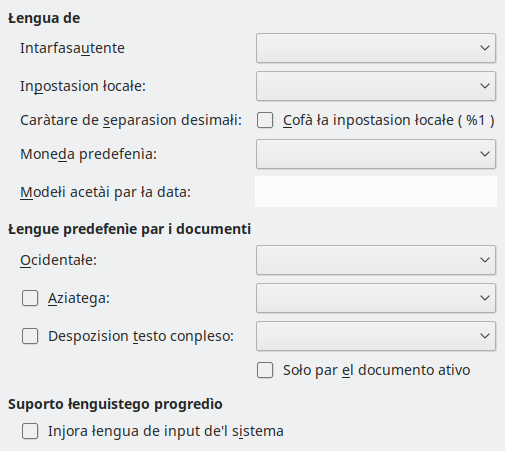 Łengua de
Intarfasautente
Inpostasion łocałe:
Caràtare de separasion desimałi:
Cofà ła inpostasion łocałe ( %1 )
Moneda predefenìa:
Modełi acetài par ła data:
Łengue predefenìe par i documenti
Ocidentałe:
Aziatega:
Despozision testo conpleso:
Soło par el documento ativo
Suporto łenguistego progredìo
Injora łengua de input de'l sistema